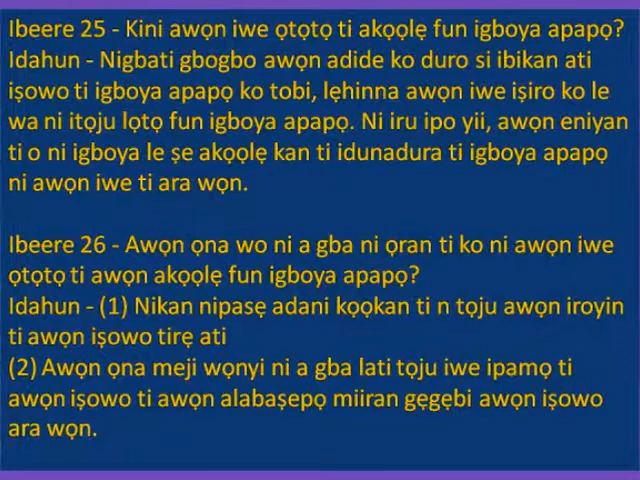 Ibeere 25 - Kini awọn iwe ọtọtọ ti akọọlẹ fun igboya apapọ?
Idahun - Nigbati gbogbo awọn adide ko duro si ibikan ati
iṣowo ti igboya apapọ ko tobi, lẹhinna awọn iwe iṣiro ko le
wa ni itọju lọtọ fun igboya apapọ. Ni iru ipo yii, awọn eniyan
ti o ni igboya le ṣe akọọlẹ kan ti idunadura ti igboya apapọ
ni awọn iwe ti ara wọn.
Ibeere 26 - Awọn ọna wo ni a gba ni ọran ti ko ni awọn iwe
ọtọtọ ti awọn akọọlẹ fun igboya apapọ?
Idahun - (1) Nikan nipasẹ adani kọọkan ti n tọju awọn iroyin
ti awọn iṣowo tirẹ ati
(2) Awọn ọna meji wọnyi ni a gba lati tọju iwe ipamọ ti
awọn iṣowo ti awọn alabaṣepọ miiran gẹgẹbi awọn iṣowo
ara wọn.